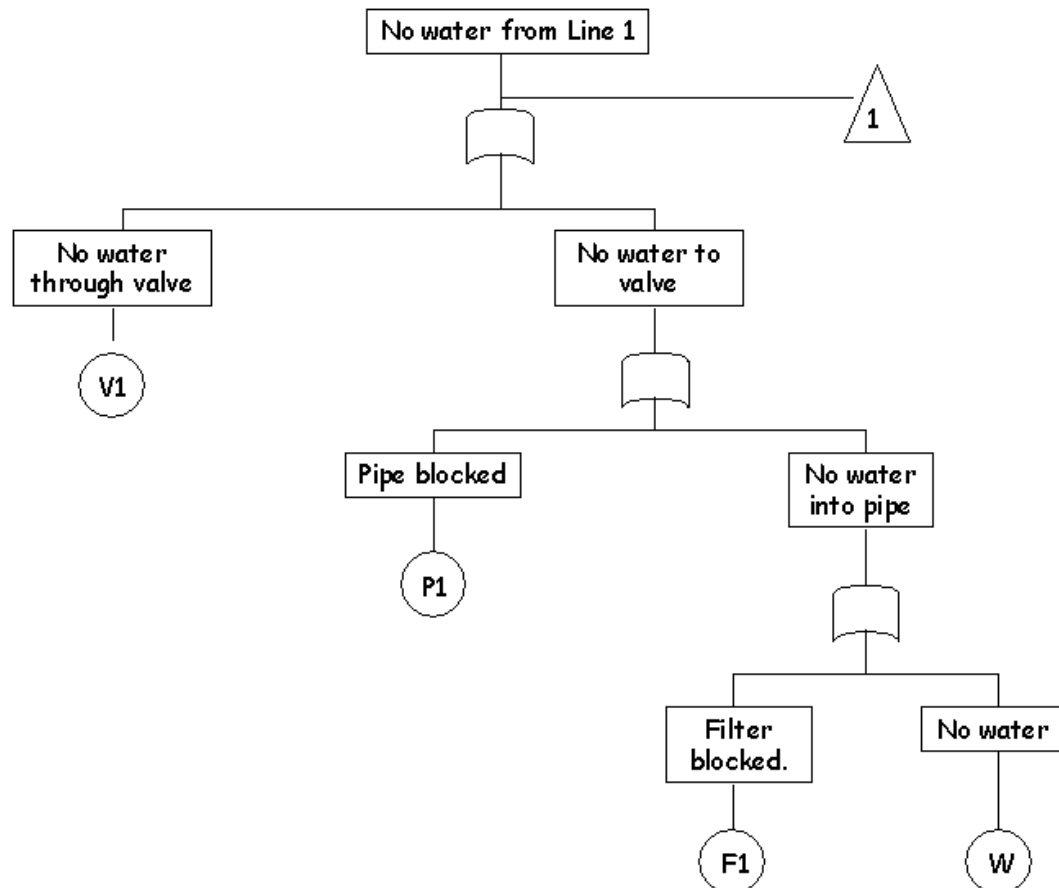 No water from Line 1
1
No water
through valve
No water to
valve
V1
Pipe blocked
No water
into pipe
P1
Filter
blocked.
No water
F1
W